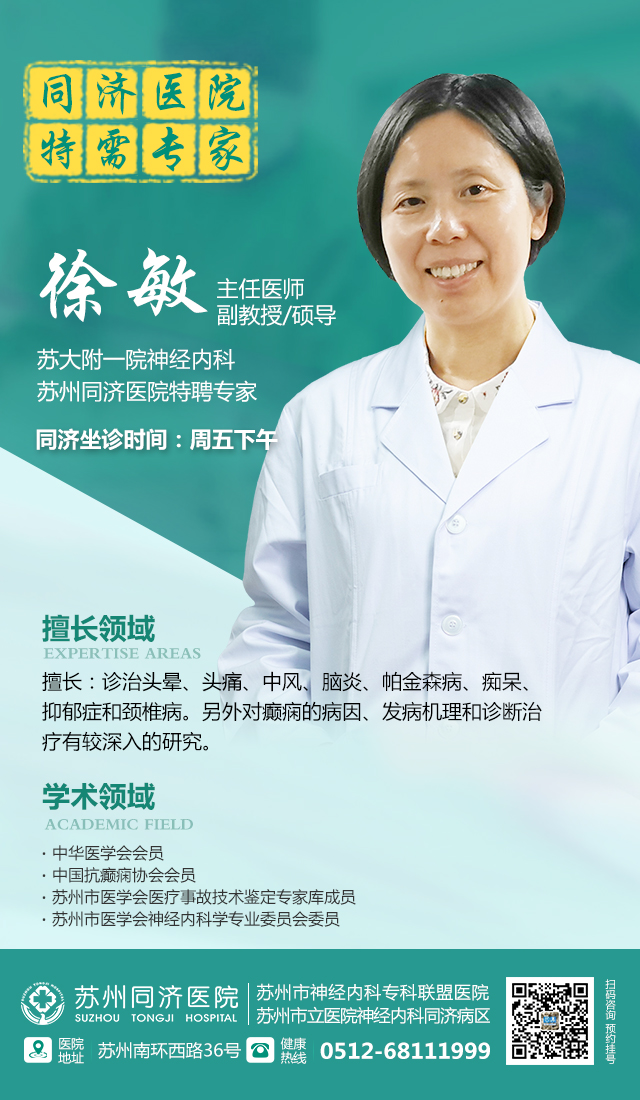 同济医院
特需专家
徐敏
主任医师
副教授/硕导
苏大附一院神经内科
苏州同济医院特聘专家
同济坐诊时间：周五下午
擅长领域
EXPERTISE AREAS
擅长：诊治头晕、头痛、中风、脑炎、帕金森病、痴呆、
抑郁症和颈椎病。另外对癫痫的病因、发病机理和诊断治
疗有较深入的研究。
学术领域
ACADEMIC FIELD
· 中华医学会会员
· 中国抗癫痫协会会员
· 苏州市医学会医疗事故技术鉴定专家库成员
· 苏州市医学会神经内科学专业委员会委员
苏州同济医院
SUZHOU TONGJI HOSPITAL
苏州市神经内科专科联盟医院
苏州市立医院神经内科同济病区
医院
地址
苏州南环西路36号
健康
热线
0512-68111999
扫码咨询 预约挂号